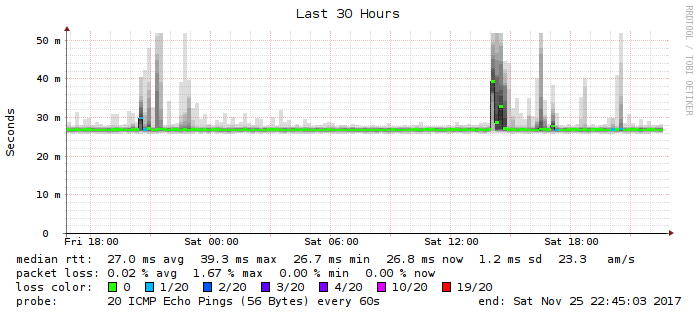 Last 30 Hours
RRDTOOL / TOBI OETIKER
Seconds
50 m
40 m
30 m
20 m
10 m
0
Fri 18:00 Sat 00:00 Sat 06:00 Sat 12:00 Sat 18:00
median rtt: 27.0 ms avg 39.3 ms max 26.7 ms min 26.8 ms now 1.2 ms sd 23.3 am/s
packet loss: 0.02 % avg 1.67 % max 0.00 % min 0.00 % now
loss color: 0 1/20 2/20 3/20 4/20 10/20 19/20
probe: 20 ICMP Echo Pings (56 Bytes) every 60s end: Sat Nov 25 22:45:03 2017